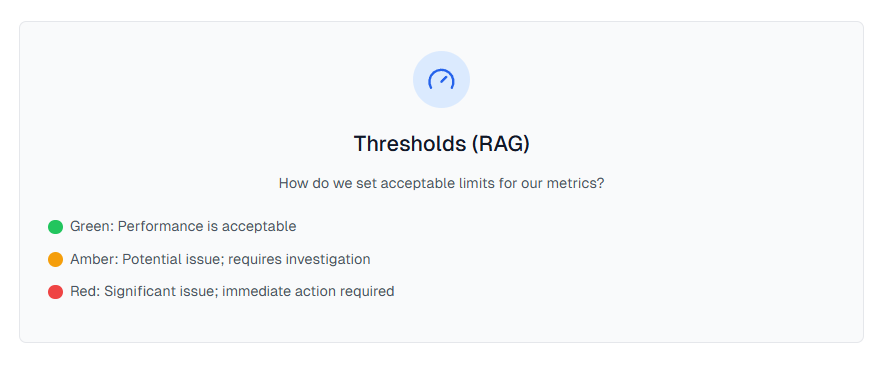 Thresholds (RAG)
How do we set acceptable limits for our metrics?
Green: Performance is acceptable
Amber: Potential issue; requires investigation
Red: Significant issue; immediate action required